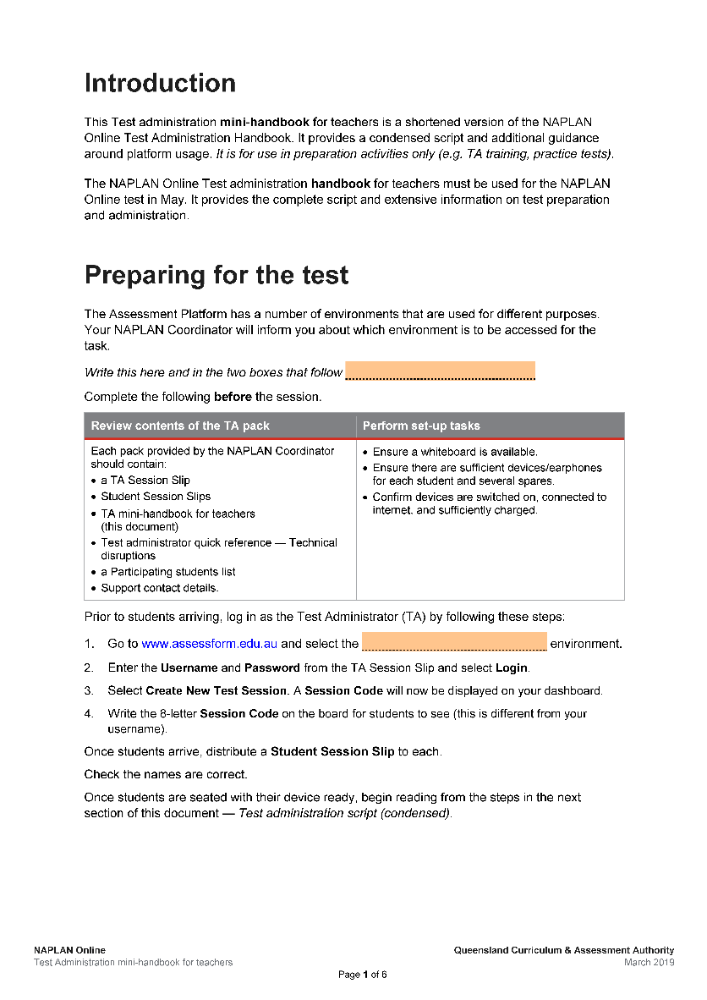 Introduction
This Test administration mini-handbook for teachers is a shortened version of the NAPLAN
Online Test Administration Handbook. It provides a condensed script and additional guidance
around platform usage. It is for use in preparation activities only (e.g. TA training, practice tests).
The NAPLAN Online Test administration handbook for teachers must be used for the NAPLAN
Online test in May. It provides the complete script and extensive information on test preparation
and administration.
Preparing for the test
The Assessment Platform has a number of environments that are used for different purposes.
Your NAPLAN Coordinator will inform you about which environment is to be accessed for the
task.
Write this here and in the two boxes that follow
Complete the following before the session.
Review contents of the TA pack
Each pack provided by the NAPLAN Coordinator
should contain:
• a TA Session Slip
• Student Session Slips
• TA mini-handbook for teachers
(this document)
• Test administrator quick reference — Technical
disruptions
• a Participating students list
• Support contact details.
Perform set-up tasks
• Ensure a whiteboard is available.
• Ensure there are sufficient devices/earphones
for each student and several spares.
• Confirm devices are switched on, connected to
internet, and sufficiently charged.
Prior to students arriving, log in as the Test Administrator (TA) by following these steps:
1. Go to www.assessform.edu.au and select the environment.
2. Enter the Username and Password from the TA Session Slip and select Login.
3. Select Create New Test Session. A Session Code will now be displayed on your dashboard.
4. Write the 8-letter Session Code on the board for students to see (this is different from your
username).
Once students arrive, distribute a Student Session Slip to each.
Check the names are correct.
Once students are seated with their device ready, begin reading from the steps in the next
section of this document — Test administration script (condensed).
NAPLAN Online
Test Administration mini-handbook for teachers
Queensland Curriculum & Assessment Authority
March 2019
Page 1 of 6